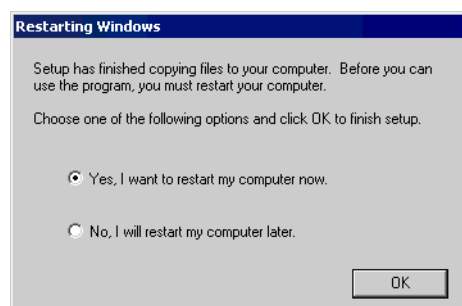 Restarting Windows
Setup has finished copying files to your computer. Before you can
use the program, you must restart your computer.
Choose one of the following options and click OK to finish setup.
Yes, I want to restart my computer now.
No, I will restart my computer later.
OK